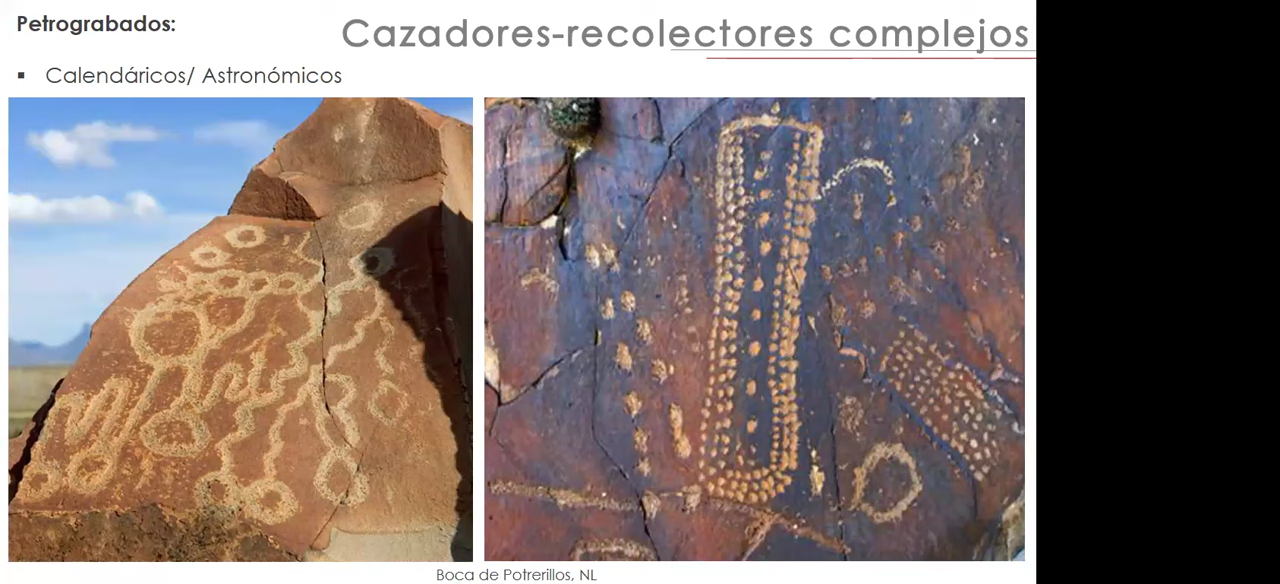 Petrograbados:
Cazadores-recolectores complejos
▪ Calendáricos/ Astronómicos
Boca de Potrerillos, NL